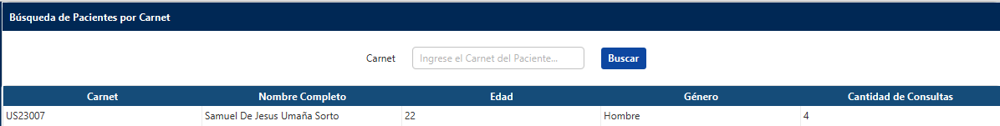 Búsqueda de Pacientes por Carnet
Carnet Ingrese el Carnet del Paciente... Buscar
Carnet Nombre Completo Edad Género Cantidad de Consultas
US23007 Samuel De Jesus Umaña Sorto 22 Hombre 4